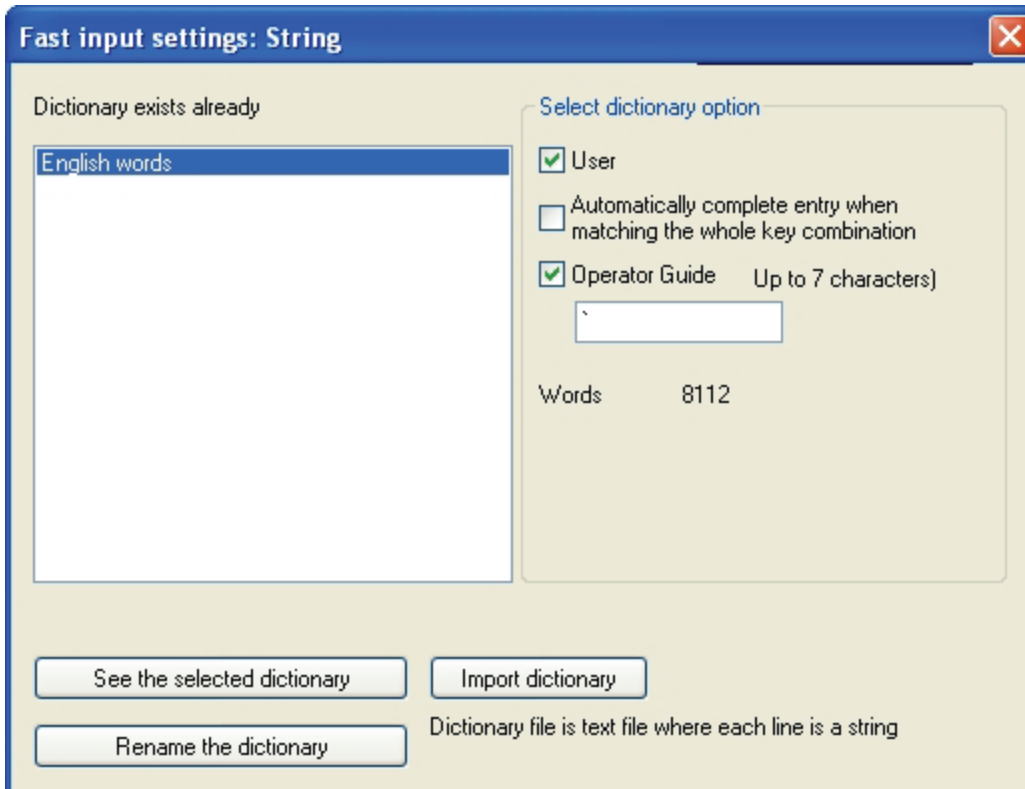 Fast input settings: String
Dictionary exists already
English words
Select dictionary option
User
Automatically complete entry when
matching the whole key combination
Operator Guide Up to 7 characters)
`
Words 8112
See the selected dictionary
Import dictionary
Rename the dictionary
Dictionary file is text file where each line is a string